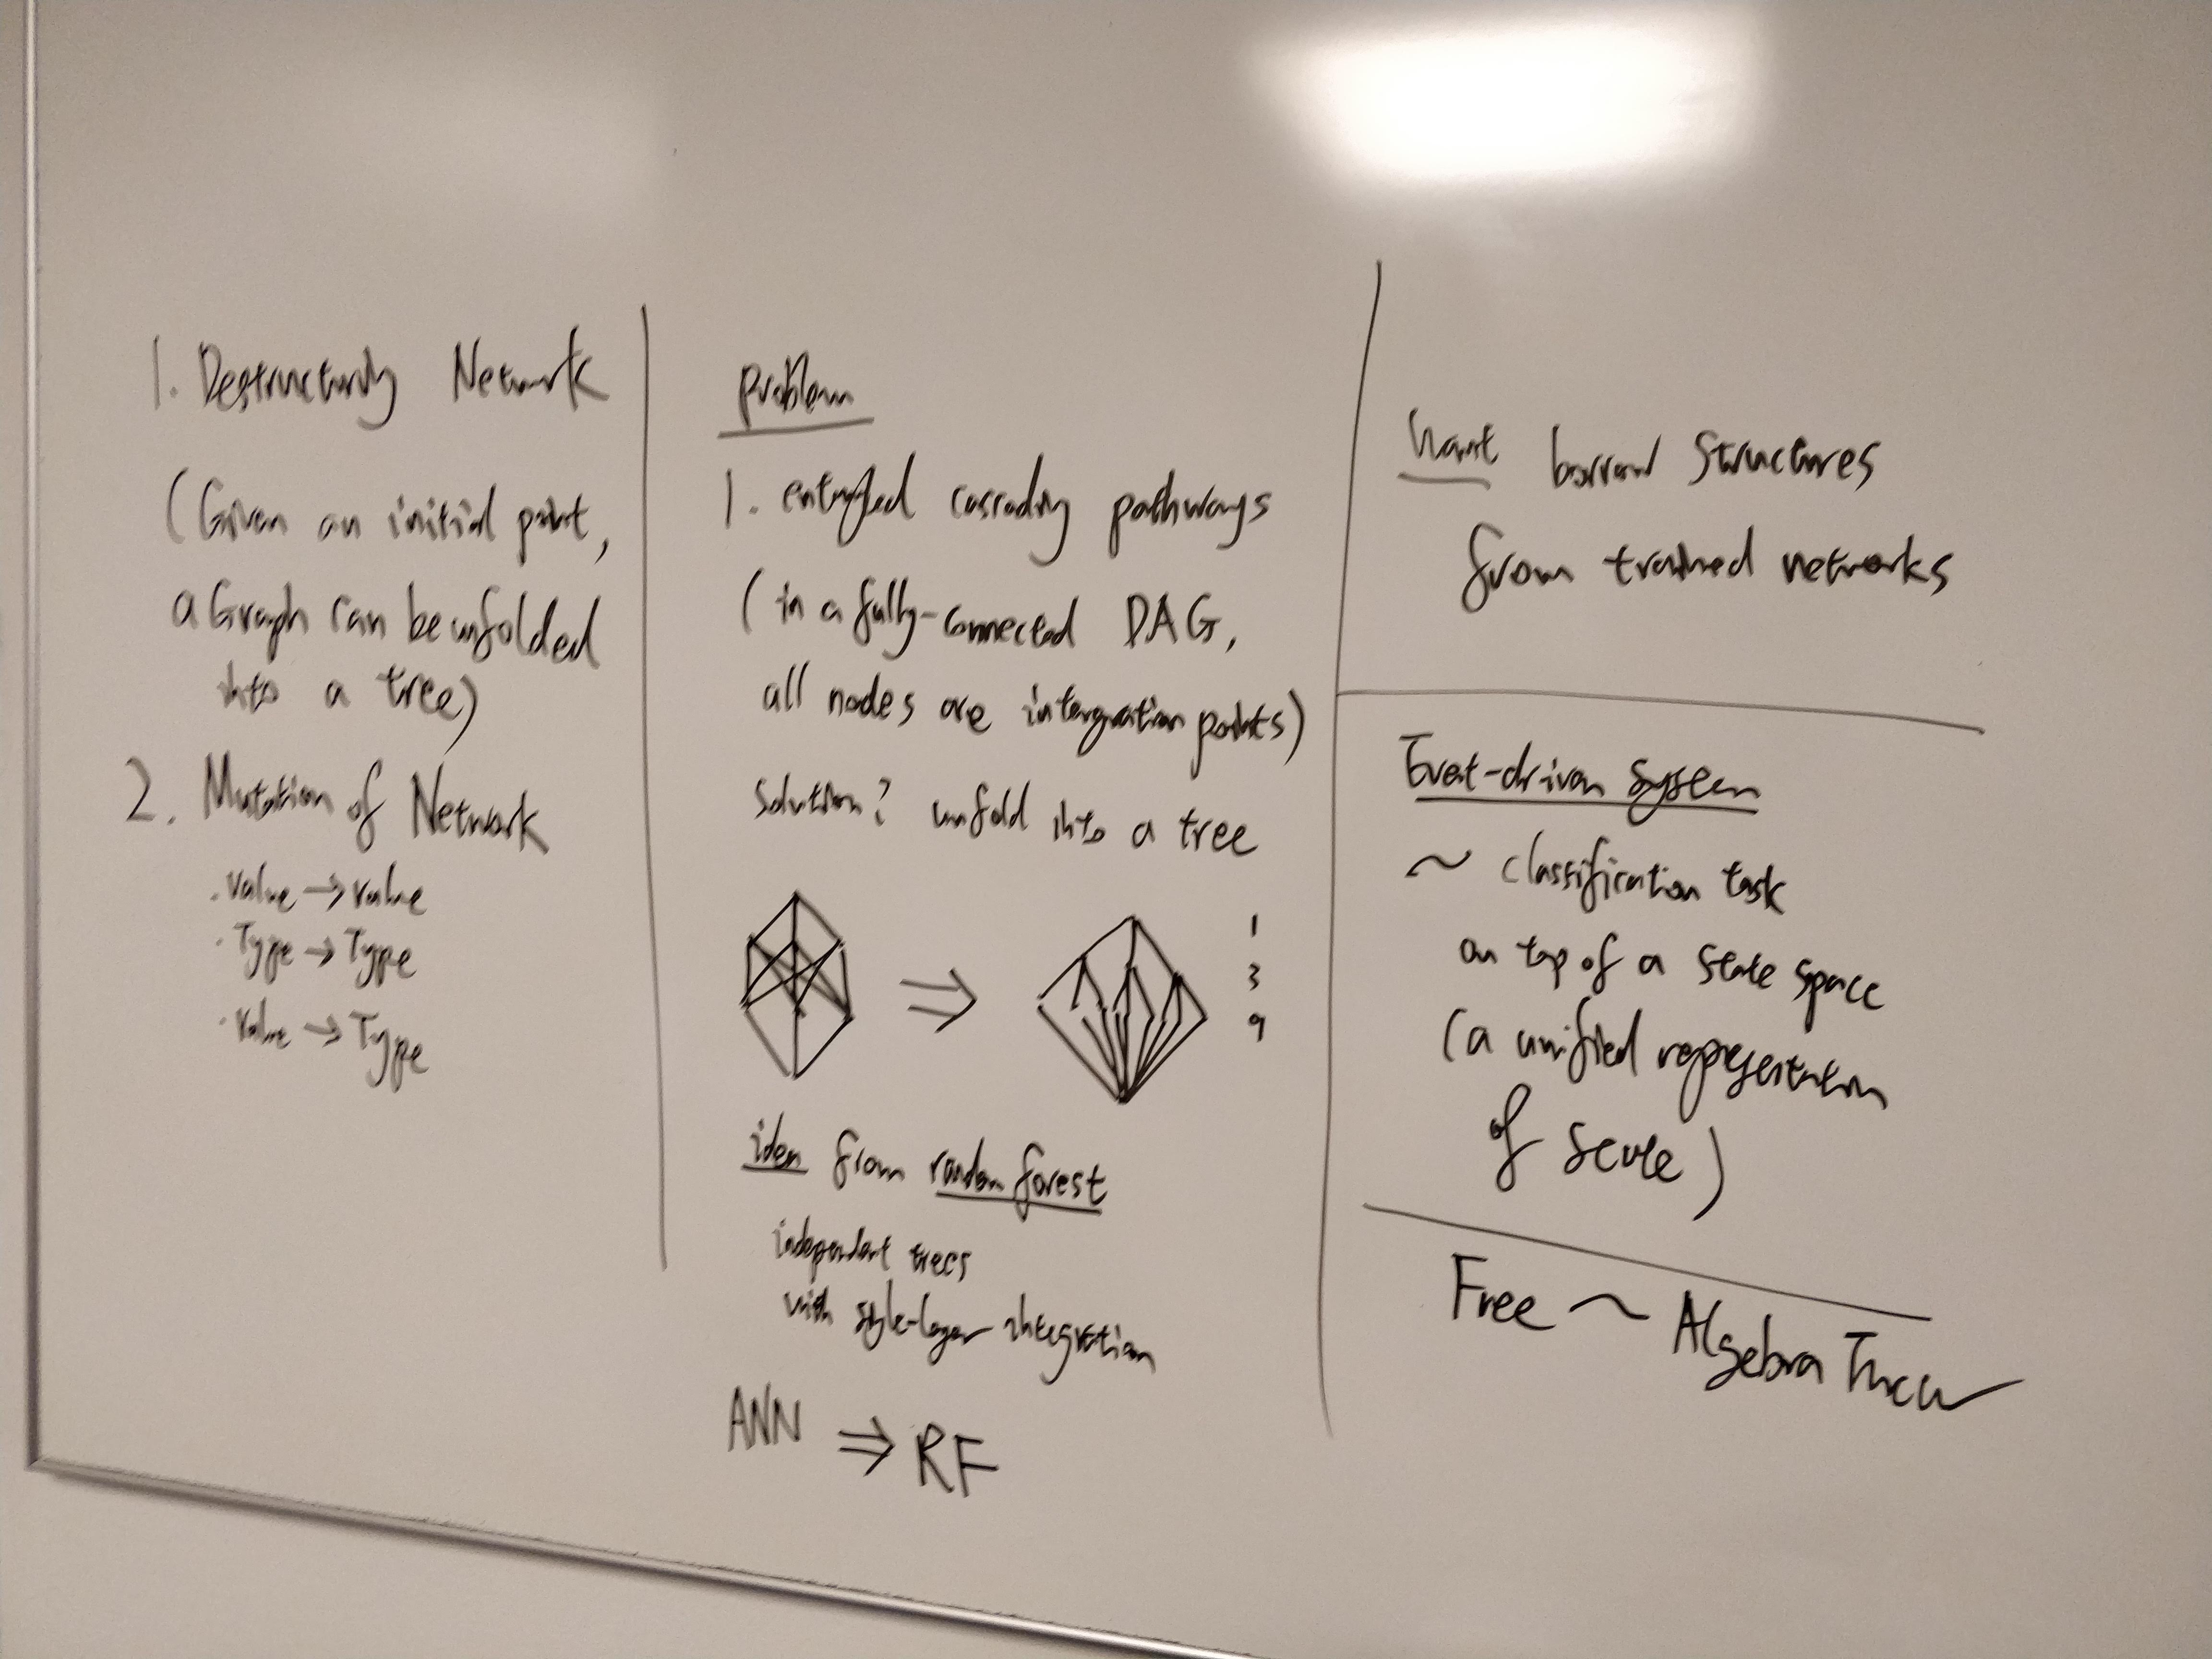 1. Destructuring Network
(Given an initial point,
a Graph can be unfolded
into a tree)
2. Mutation of Network
. Value → Value
. Type → Type
. Value → Type
problem
1. entangled cascading pathways
(in a fully-connected DAG,
all nodes are intergration points)
Solution? unfold into a tree
⇒
1
3
9
idea from random forest
independent trees
with single-layer integration
ANN ⇒ RF
Want borrow Structures
from trained networks
Event-driven System
~ classification task
on top of a state space
(a unified representation
of
)
Free ~ Algebra